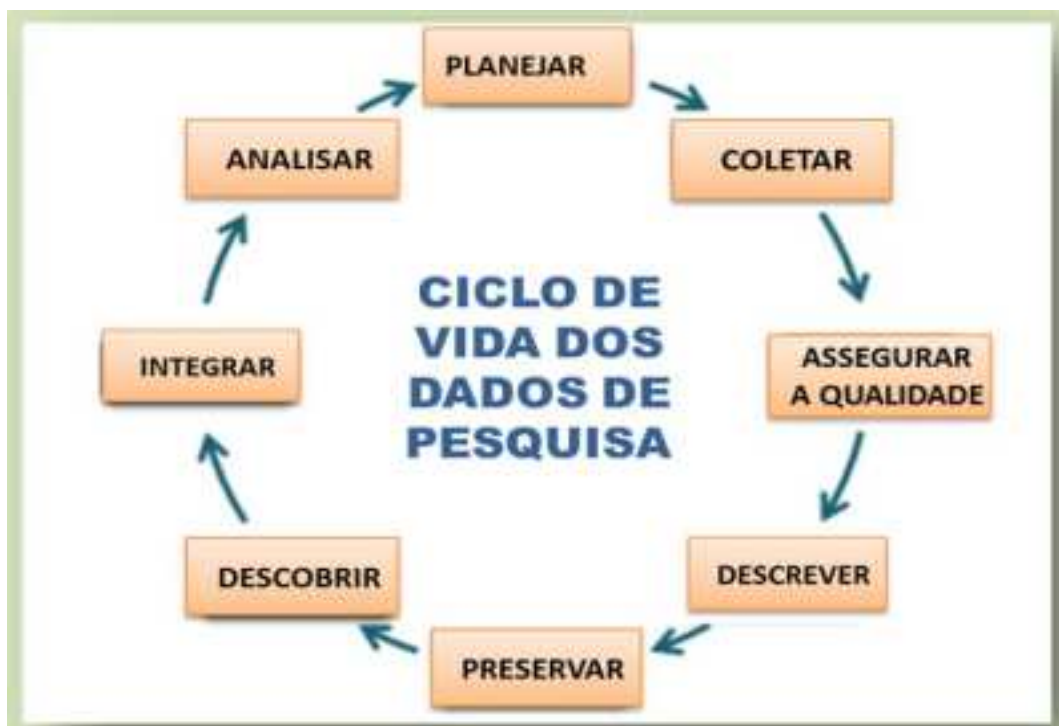 PLANEJAR
COLETAR
ASSEGURAR
A QUALIDADE
DESCREVER
PRESERVAR
DESCOBRIR
INTEGRAR
ANALISAR
CICLO DE
VIDA DOS
DADOS DE
PESQUISA